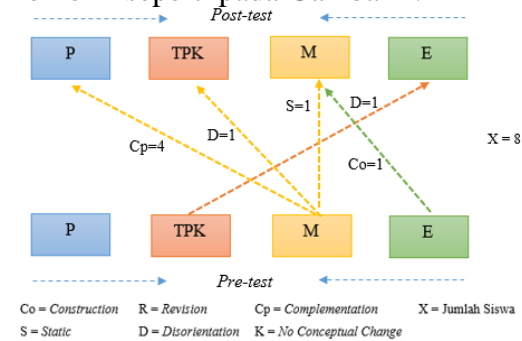 Post-test
P TPK M E
S=1 D=1
Cp=4 D=1 Co=1 X = 8
P TPK M E
Pre-test
Co = Construction R = Revision Cp = Complementation X = Jumlah Siswa
S = Static D = Disorientation K = No Conceptual Change